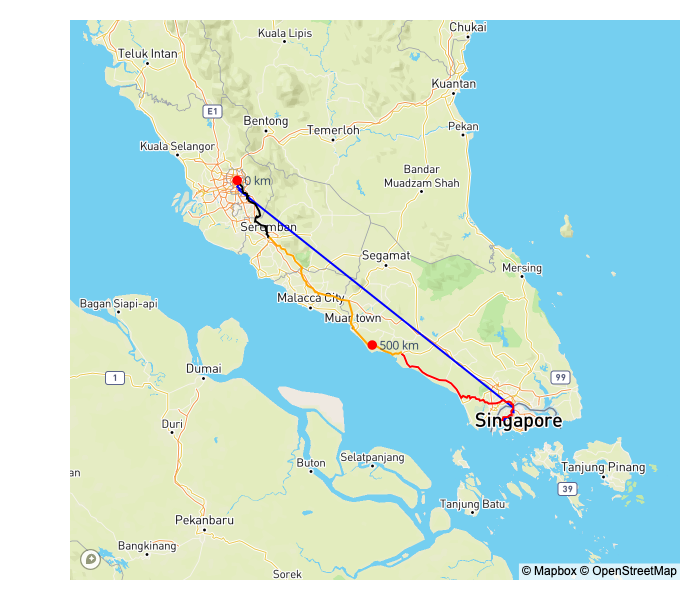 Chukai
Kuala Lipis
Teluk Intan
Kuantan
E1
Bentong
Temerloh
Pekan
Kuala Selangor
Bandar
Muadzam Shah
0 km
Seremban
Segamat
Mersing
Malacca City
Bagan Siapi-api
Muar town
500 km
Dumai
1
99
Singapore
Duri
Selatpanjang
Buton
Tanjung Pinang
an
39
Tanjung Batu
Pekanbaru
Bangkinang
Sorek
© Mapbox © OpenStreetMap